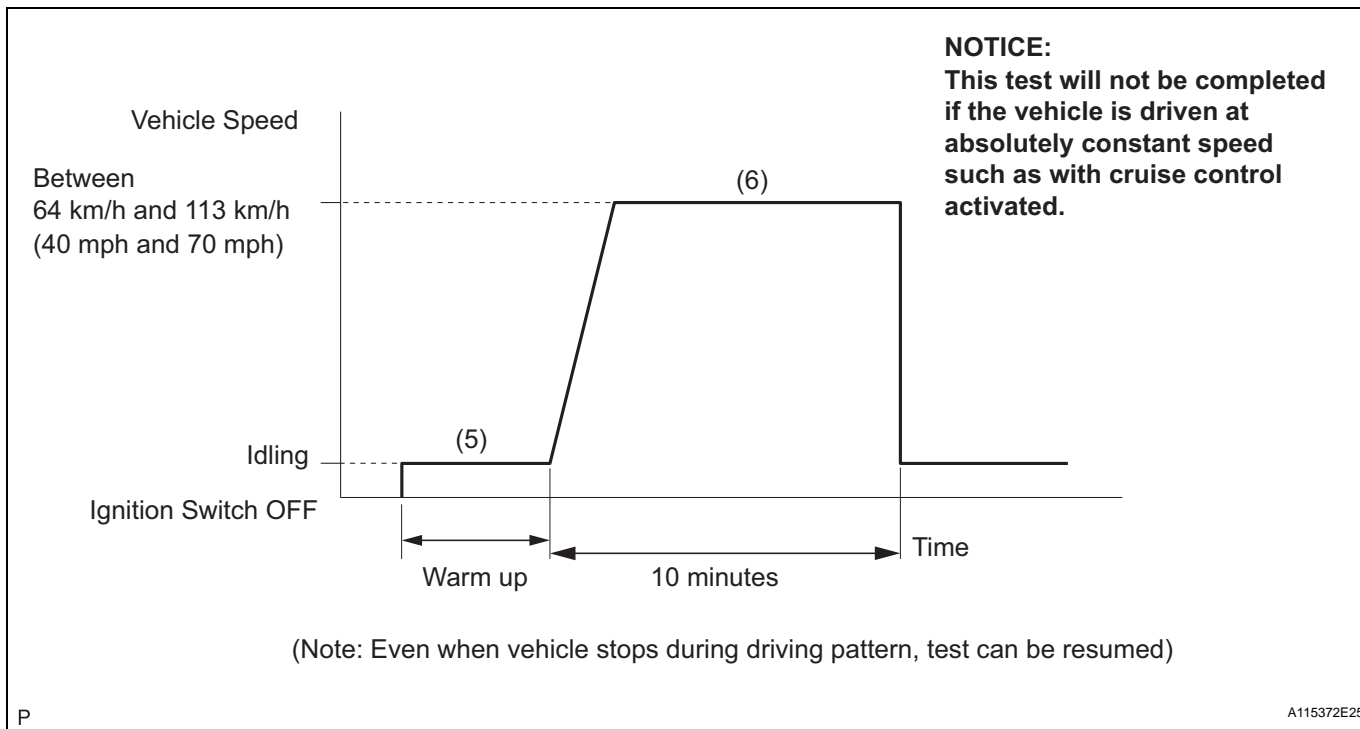 NOTICE:
This test will not be completed
if the vehicle is driven at
absolutely constant speed
such as with cruise control
activated.
Vehicle Speed
Between
64 km/h and 113 km/h
(40 mph and 70 mph)
(6)
(5)
Idling
Ignition Switch OFF
Time
Warm up
10 minutes
(Note: Even when vehicle stops during driving pattern, test can be resumed)
P
A115372E25